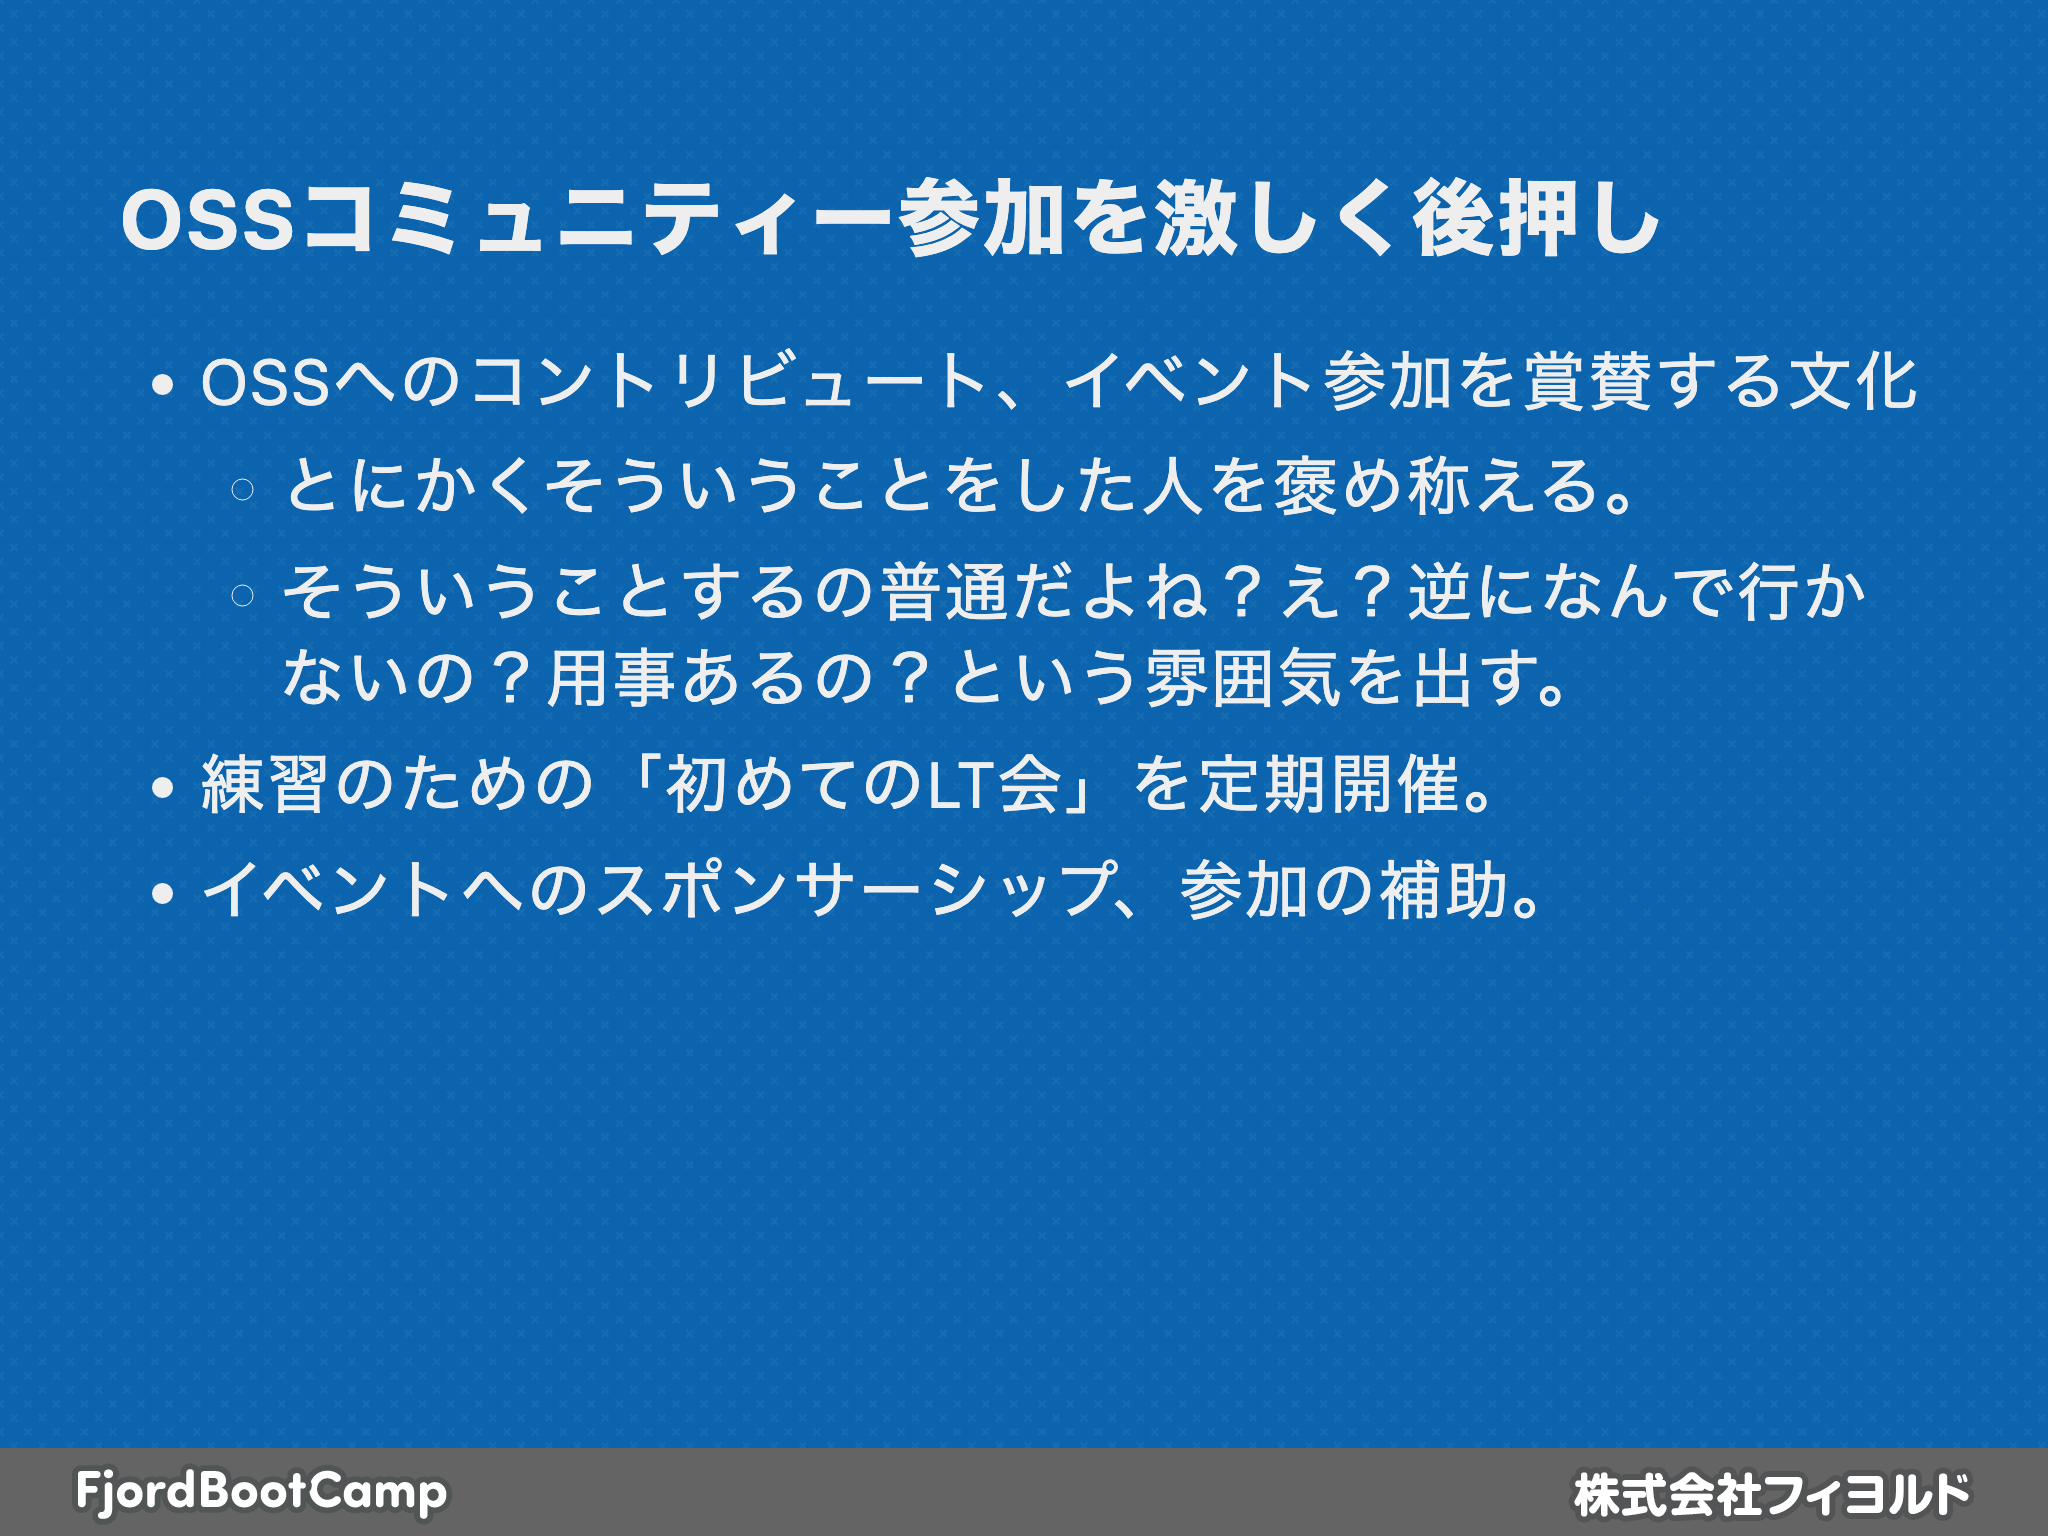 OSSコミュニティー参加を激しく後押し
• OSSへのコントリビュート、イベント参加を賞賛する文化
◦ とにかくそういうことをした人を褒め称える。
◦ そういうことするの普通だよね？え？逆になんで行か
ないの？用事あるの？という雰囲気を出す。
• 練習のための「初めてのLT会」を定期開催。
• イベントへのスポンサーシップ、参加の補助。
FjordBootCamp
株式会社フィヨルド